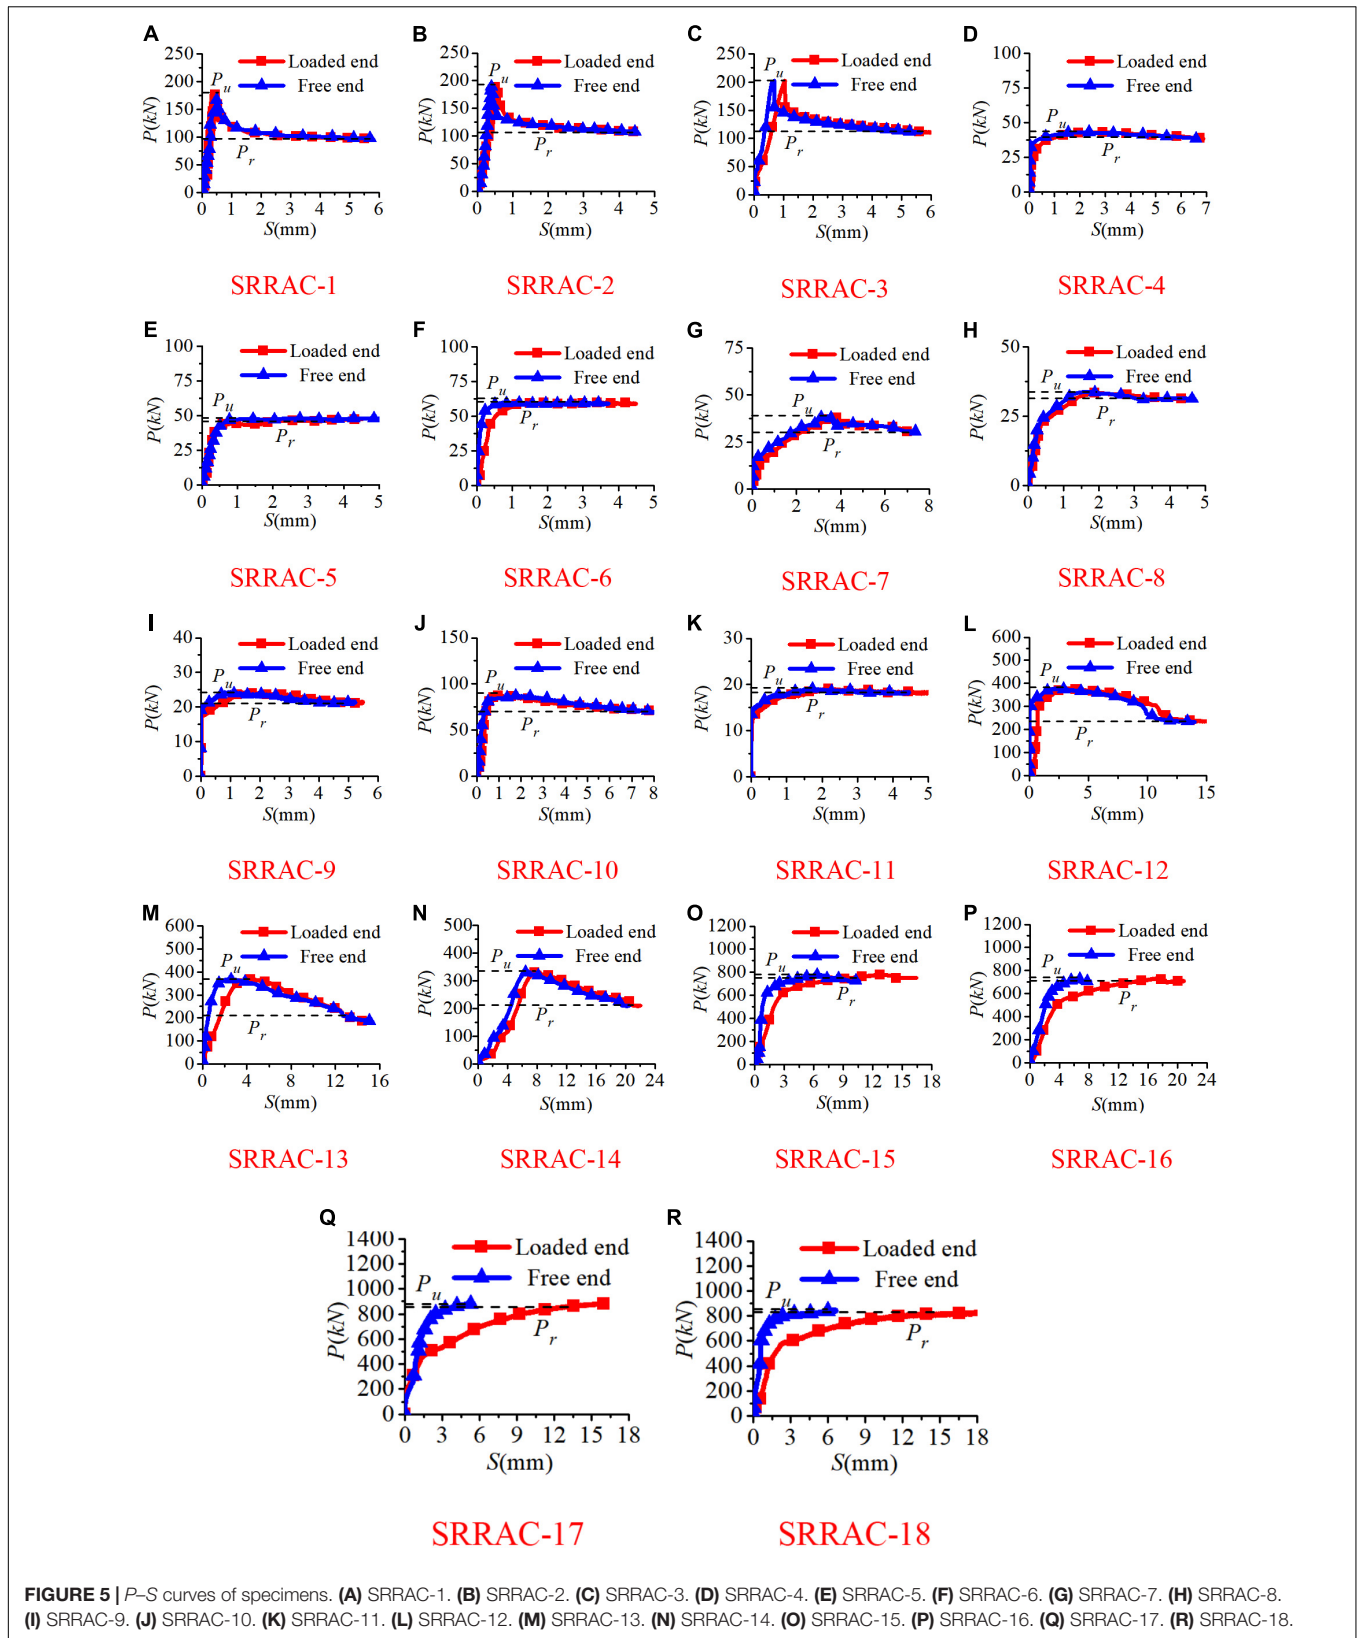 A
250
200
150
100
50
0
P(kN)
Pu
Pr
Loaded end
Free end
0 1 2 3 4 5 6
S(mm)
SRRAC-1
B
250
200
150
100
50
0
P(kN)
Pu
Pr
Loaded end
Free end
0 1 2 3 4 5
S(mm)
SRRAC-2
C
250
200
150
100
50
0
P(kN)
Pu
Pr
Loaded end
Free end
0 1 2 3 4 5 6
S(mm)
SRRAC-3
D
100
75
50
25
0
P(kN)
Pu
Pr
Loaded end
Free end
0 1 2 3 4 5 6 7
S(mm)
SRRAC-4
E
100
75
50
25
0
P(kN)
Pu
Pr
Loaded end
Free end
0 1 2 3 4 5
S(mm)
SRRAC-5
F
100
75
50
25
0
P(kN)
Pu
Pr
Loaded end
Free end
0 1 2 3 4 5
S(mm)
SRRAC-6
G
75
50
25
0
P(kN)
Pu
Pr
Loaded end
Free end
0 2 4 6 8
S(mm)
SRRAC-7
H
50
25
0
P(kN)
Pu
Pr
Loaded end
Free end
0 1 2 3 4 5
S(mm)
SRRAC-8
I
40
30
20
10
0
P(kN)
Pu
Pr
Loaded end
Free end
0 1 2 3 4 5 6
S(mm)
SRRAC-9
J
150
100
50
0
P(kN)
Pu
Pr
Loaded end
Free end
0 1 2 3 4 5 6 7 8
S(mm)
SRRAC-10
K
30
20
10
0
P(kN)
Pu
Pr
Loaded end
Free end
0 1 2 3 4 5
S(mm)
SRRAC-11
L
600
500
400
300
200
100
0
P(kN)
Pu
Pr
Loaded end
Free end
0 5 10 15
S(mm)
SRRAC-12
M
600
500
400
300
200
100
0
P(kN)
Pu
Pr
Loaded end
Free end
0 4 8 12 16
S(mm)
SRRAC-13
N
500
400
300
200
100
0
P(kN)
Pu
Pr
Loaded end
Free end
0 4 8 12 16 20 24
S(mm)
SRRAC-14
O
1200
1000
800
600
400
200
0
P(kN)
Pu
Pr
Loaded end
Free end
0 3 6 9 12 15 18
S(mm)
SRRAC-15
P
1200
1000
800
600
400
200
0
P(kN)
Pu
Pr
Loaded end
Free end
0 4 8 12 16 20 24
S(mm)
SRRAC-16
Q
1400
1200
1000
800
600
400
200
0
P(kN)
Pu
Pr
Loaded end
Free end
0 3 6 9 12 15 18
S(mm)
SRRAC-17
R
1400
1200
1000
800
600
400
200
0
P(kN)
Pu
Pr
Loaded end
Free end
0 3 6 9 12 15 18
S(mm)
SRRAC-18
FIGURE 5 | P–S curves of specimens. (A) SRRAC-1. (B) SRRAC-2. (C) SRRAC-3. (D) SRRAC-4. (E) SRRAC-5. (F) SRRAC-6. (G) SRRAC-7. (H) SRRAC-8.
(I) SRRAC-9. (J) SRRAC-10. (K) SRRAC-11. (L) SRRAC-12. (M) SRRAC-13. (N) SRRAC-14. (O) SRRAC-15. (P) SRRAC-16. (Q) SRRAC-17. (R) SRRAC-18.